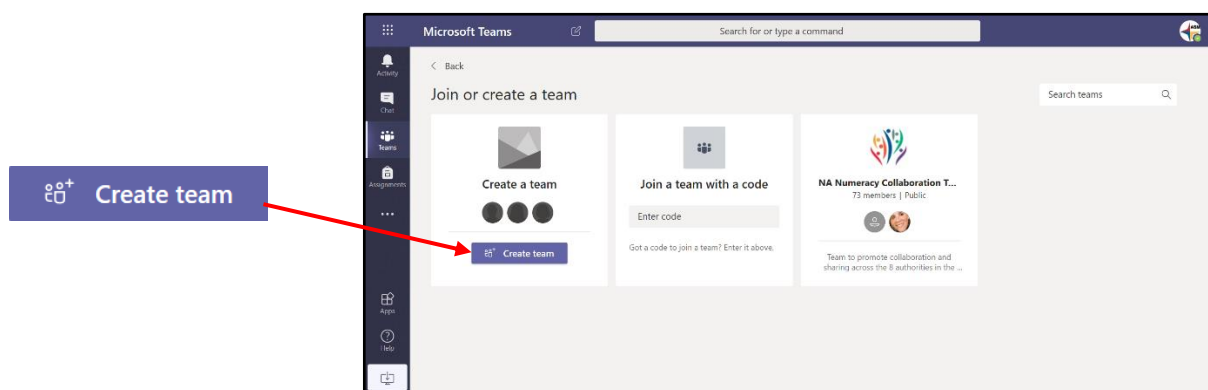 Create team
Microsoft Teams
Search for or type a command
Activity
Chat
Teams
Assignments
Apps
Help
< Back
Join or create a team
Search teams
Create a team
Create team
Join a team with a code
Enter code
Got a code to join a team? Enter it above.
NA Numeracy Collaboration T...
73 members | Public
Team to promote collaboration and
sharing across the 8 authorities in the ...